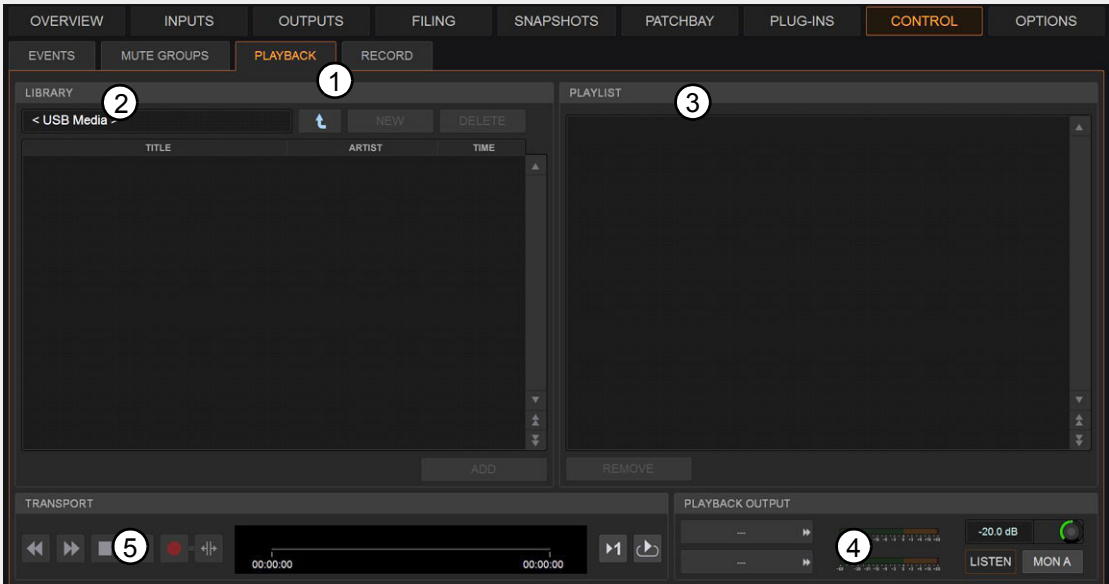 OVERVIEW INPUTS OUTPUTS FILING SNAPSHOTS PATCHBAY PLUG-INS CONTROL OPTIONS
EVENTS MUTE GROUPS PLAYBACK RECORD
1
LIBRARY
2
< USB Media >
NEW DELETE
TITLE ARTIST TIME
ADD
PLAYLIST
3
REMOVE
TRANSPORT
5
00:00:00 00:00:00
1
PLAYBACK OUTPUT
---
---
4
-20.0 dB
LISTEN MON A